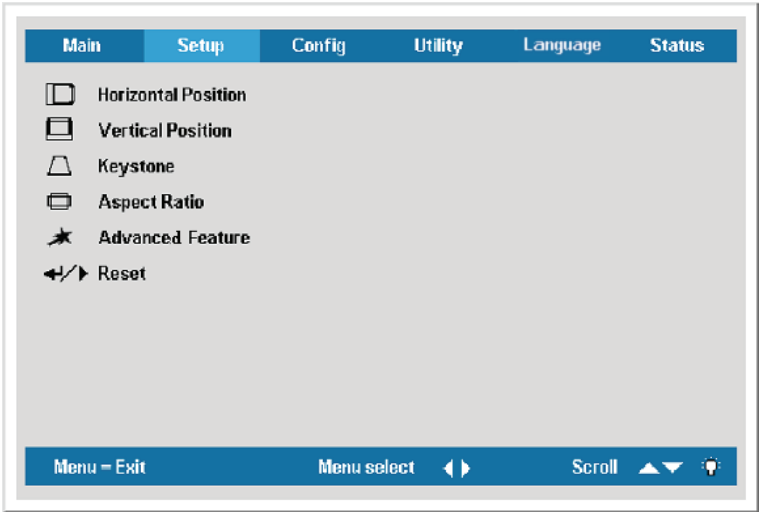 Main Setup Config Utility Language Status
Horizontal Position
Vertical Position
Keystone
Aspect Ratio
Advanced Feature
Reset
Menu = Exit Menu select Scroll